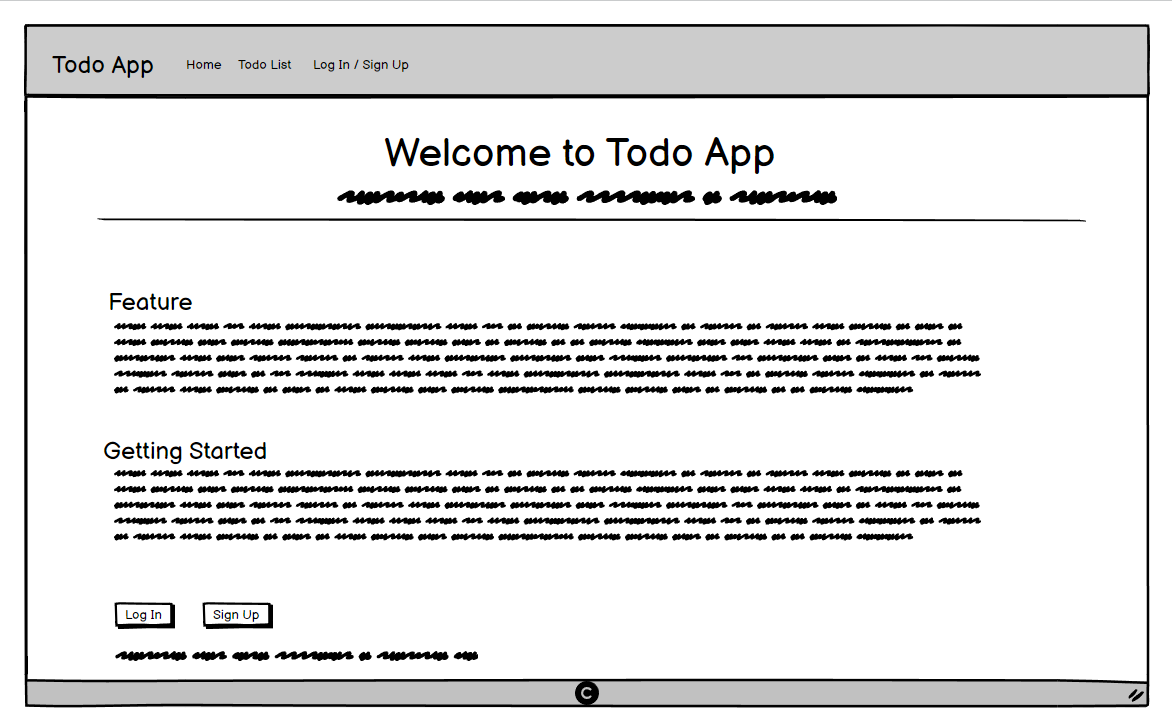 Todo App
Home Todo List Log In / Sign Up
Welcome to Todo App
Feature
Getting Started
Log In Sign Up
C